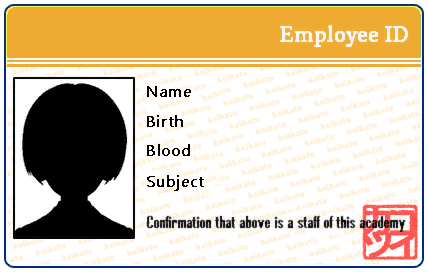 Employee ID
Name
Birth
Blood
Subject
Confirmation that above is a staff of this academy